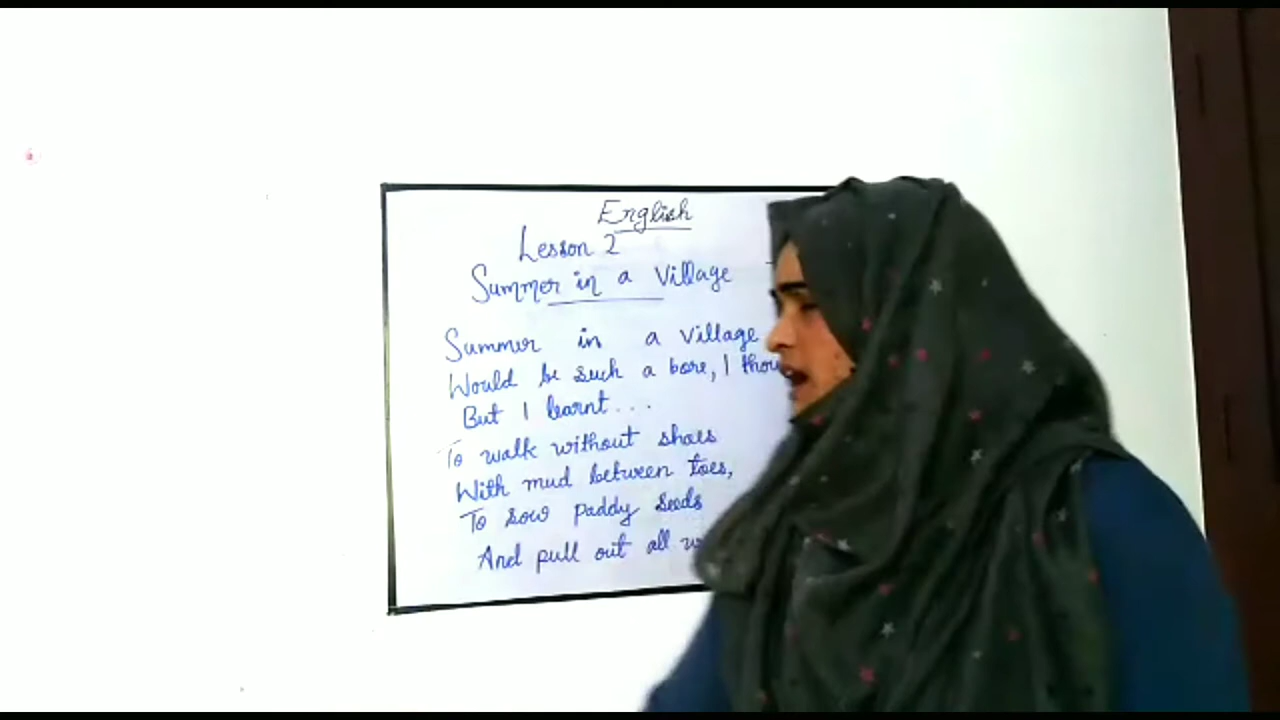 English
Lesson 2
Summer in a Village
Summer in a village
Would be such a bore, I
But I learnt...
To walk without shoes
With mud between toes,
To sow paddy seeds
And pull out all